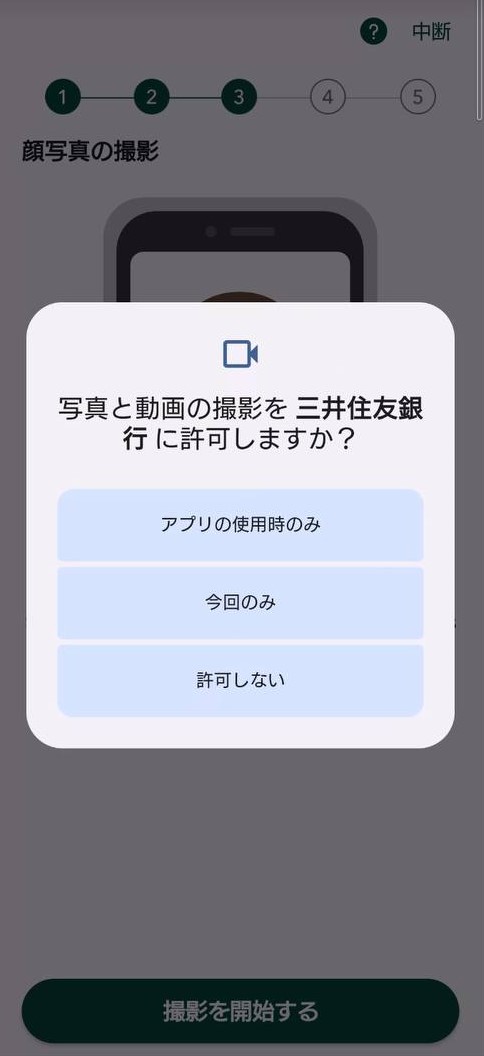 ? 中断
1 2 3 4 5
顔写真の撮影
写真と動画の撮影を 三井住友銀
行 に許可しますか？
アプリの使用時のみ
今回のみ
許可しない
撮影を開始する